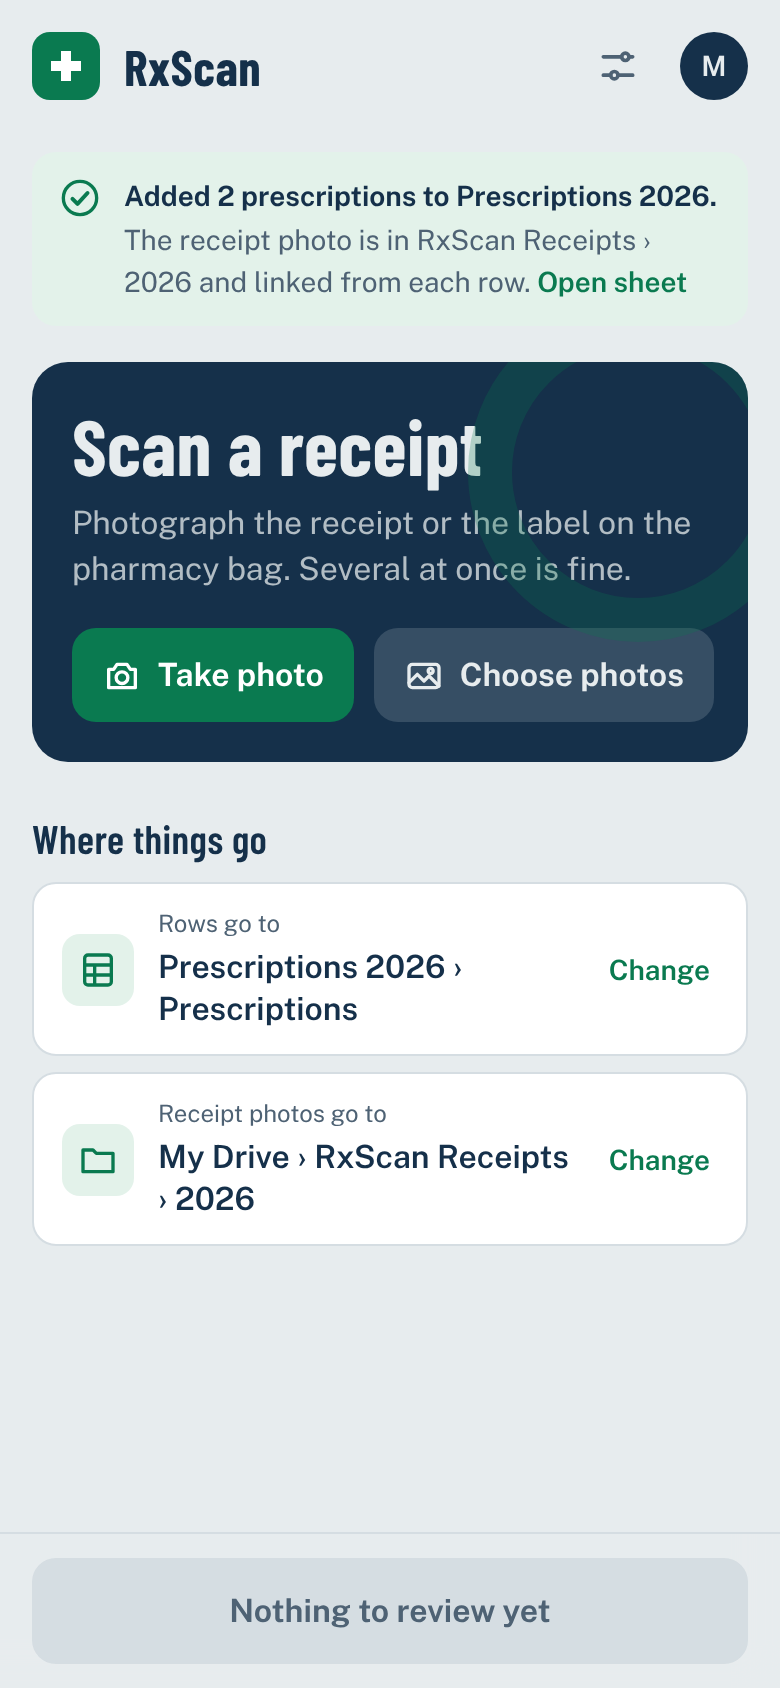 RxScan
M
Added 2 prescriptions to Prescriptions 2026.
The receipt photo is in RxScan Receipts ›
2026 and linked from each row. Open sheet
Scan a receipt
Photograph the receipt or the label on the
pharmacy bag. Several at once is fine.
Take photo
Choose photos
Where things go
Rows go to
Prescriptions 2026 ›
Prescriptions
Change
Receipt photos go to
My Drive › RxScan Receipts
› 2026
Change
Nothing to review yet